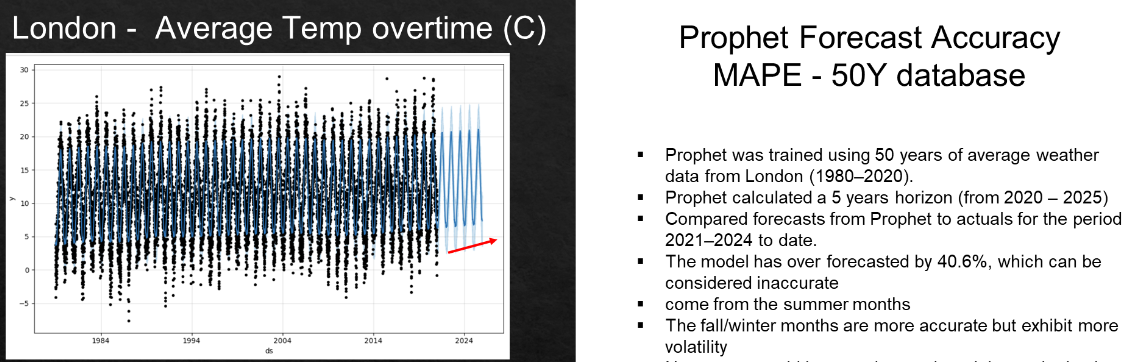 London -  Average Temp overtime (C)
30
25
20
15
10
5
0
−5
y
1984
1994
2004
2014
2024
ds
Prophet Forecast Accuracy
MAPE - 50Y database
▪ Prophet was trained using 50 years of average weather
data from London (1980–2020).
▪ Prophet calculated a 5 years horizon (from 2020 – 2025)
▪ Compared forecasts from Prophet to actuals for the period
2021–2024 to date.
▪ The model has over forecasted by 40.6%, which can be
considered inaccurate
▪ come from the summer months
▪ The fall/winter months are more accurate but exhibit more
volatility